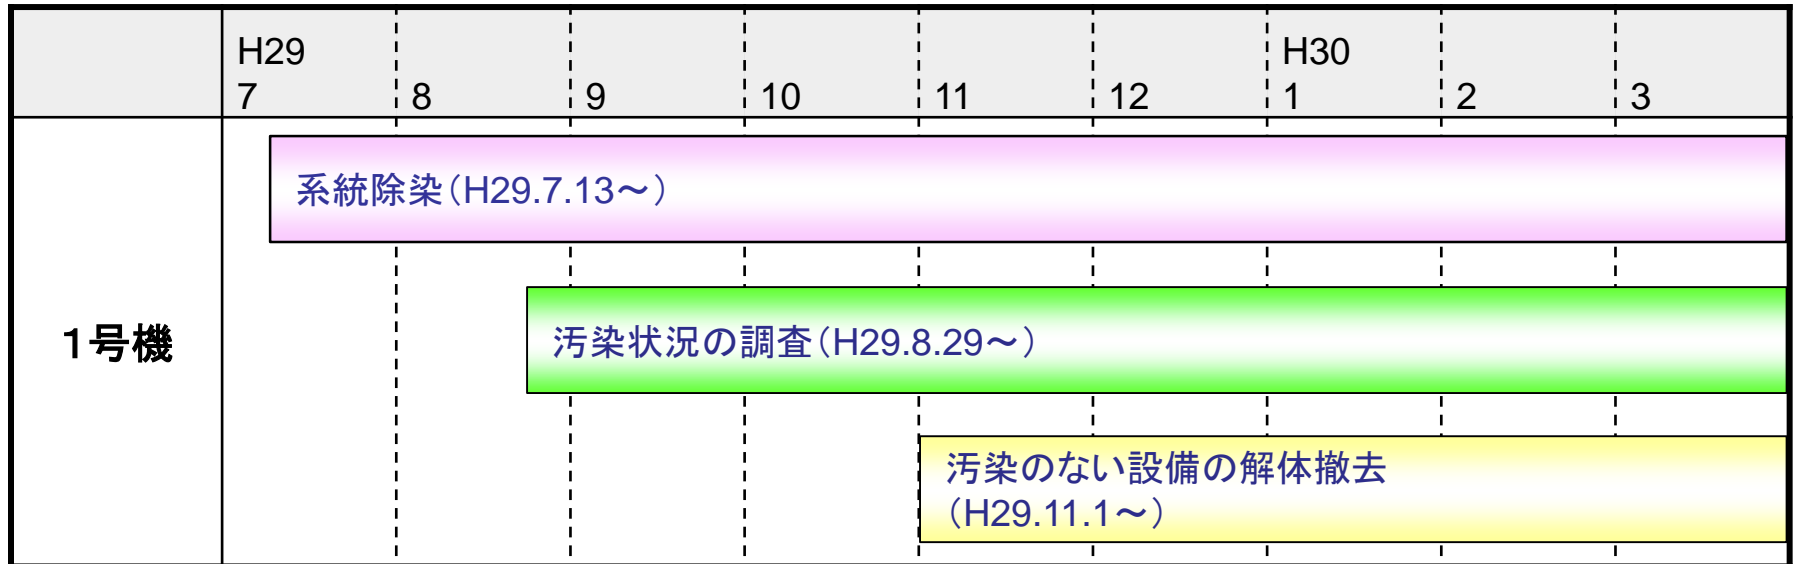 H29
H30
7
8
9
10
11
12
1
2
3
1号機
系統除染（H29.7.13～）
汚染状況の調査（H29.8.29～）
汚染のない設備の解体撤去
（H29.11.1～）